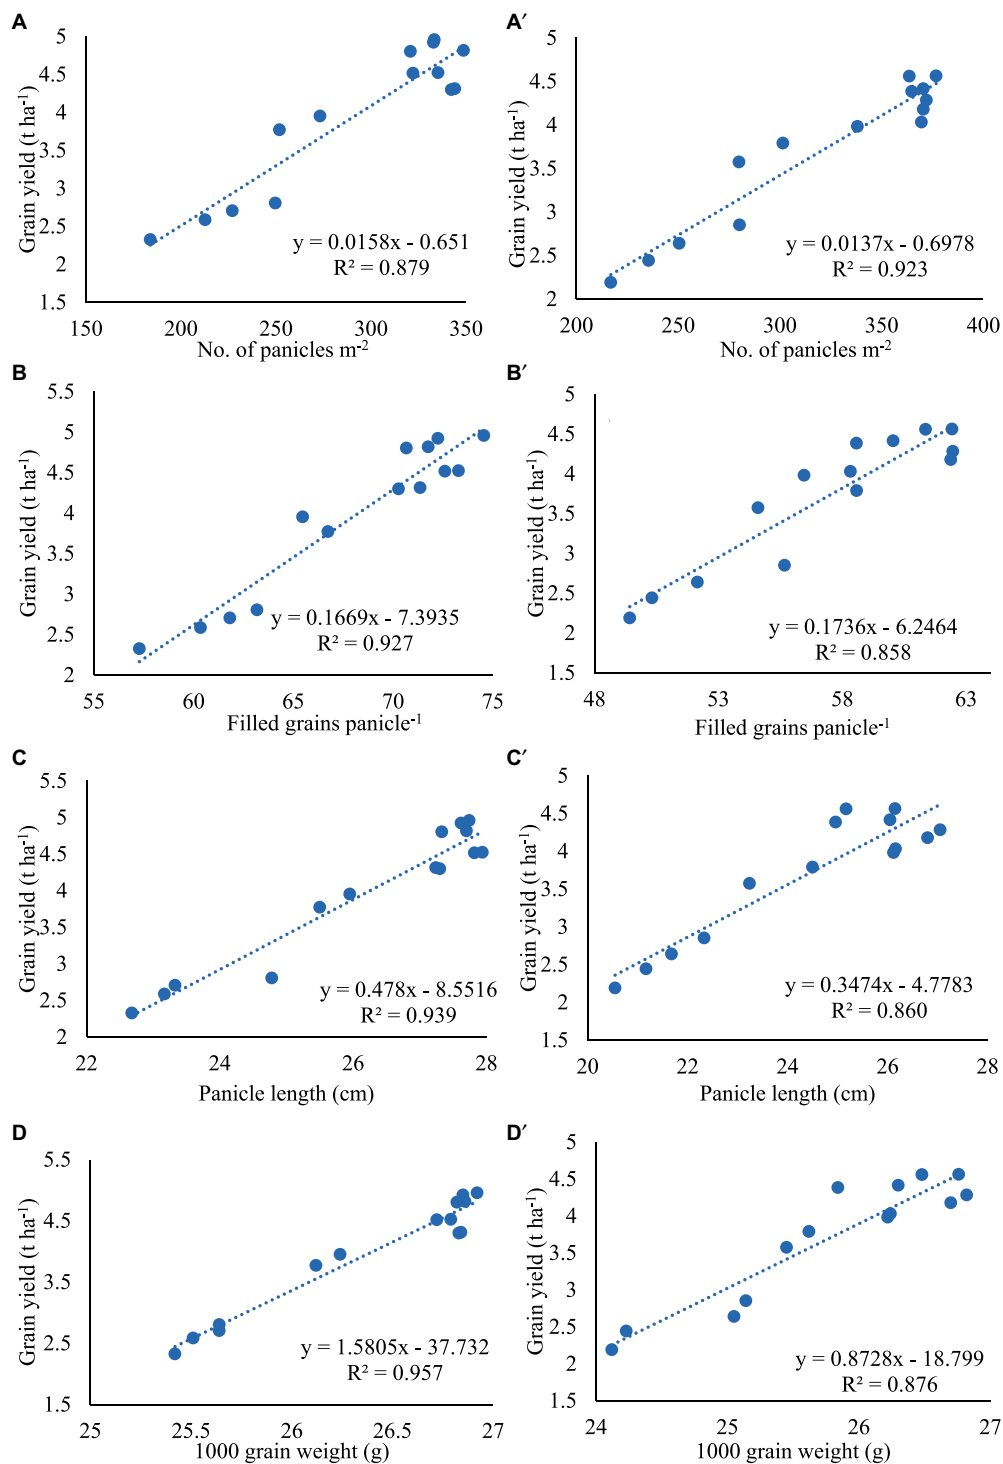 A
Grain yield (t ha⁻¹)
5
4.5
4
3.5
3
2.5
2
1.5
150
200
250
300
350
No. of panicles m⁻²
y = 0.0158x - 0.651
R² = 0.879
A′
Grain yield (t ha⁻¹)
5
4.5
4
3.5
3
2.5
2
200
250
300
350
400
No. of panicles m⁻²
y = 0.0137x - 0.6978
R² = 0.923
B
Grain yield (t ha⁻¹)
5.5
5
4.5
4
3.5
3
2.5
2
55
60
65
70
75
Filled grains panicle⁻¹
y = 0.1669x - 7.3935
R² = 0.927
B′
Grain yield (t ha⁻¹)
5
4.5
4
3.5
3
2.5
2
1.5
48
53
58
63
Filled grains panicle⁻¹
y = 0.1736x - 6.2464
R² = 0.858
C
Grain yield (t ha⁻¹)
5.5
5
4.5
4
3.5
3
2.5
2
22
24
26
28
Panicle length (cm)
y = 0.478x - 8.5516
R² = 0.939
C′
Grain yield (t ha⁻¹)
5
4.5
4
3.5
3
2.5
2
1.5
20
22
24
26
28
Panicle length (cm)
y = 0.3474x - 4.7783
R² = 0.860
D
Grain yield (t ha⁻¹)
5.5
4.5
3.5
2.5
1.5
25
25.5
26
26.5
27
1000 grain weight (g)
y = 1.5805x - 37.732
R² = 0.957
D′
Grain yield (t ha⁻¹)
5
4.5
4
3.5
3
2.5
2
1.5
24
25
26
27
1000 grain weight (g)
y = 0.8728x - 18.799
R² = 0.876